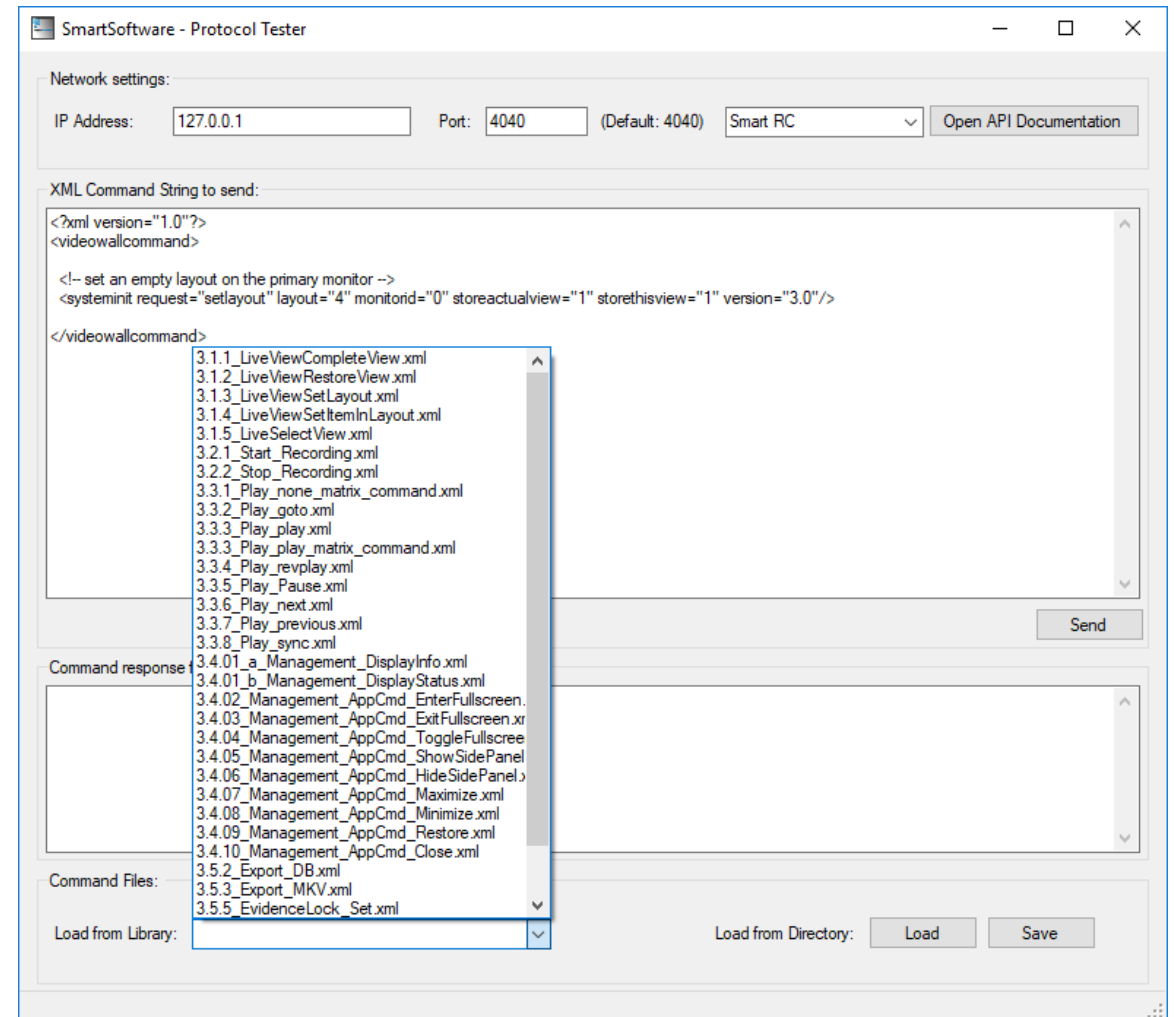 SmartSoftware - Protocol Tester
Network settings:
IP Address: 127.0.0.1 Port: 4040 (Default: 4040) Smart RC Open API Documentation
XML Command String to send:
<?xml version="1.0"?>
<videowallcommand>
<!-- set an empty layout on the primary monitor -->
<systeminit request="setlayout" layout="4" monitorid="0" storeactualview="1" storethisview="1" version="3.0"/>
</videowallcommand>
3.1.1_LiveViewCompleteView.xml
3.1.2_LiveViewRestoreView.xml
3.1.3_LiveViewSetLayout.xml
3.1.4_LiveViewSetItemInLayout.xml
3.1.5_LiveSelectView.xml
3.2.1_Start_Recording.xml
3.2.2_Stop_Recording.xml
3.3.1_Play_none_matrix_command.xml
3.3.2_Play_goto.xml
3.3.3_Play_play.xml
3.3.3_Play_play_matrix_command.xml
3.3.4_Play_revplay.xml
3.3.5_Play_Pause.xml
3.3.6_Play_next.xml
3.3.7_Play_previous.xml
3.3.8_Play_sync.xml
Send
Command response
3.4.01_a_Management_DisplayInfo.xml
3.4.01_b_Management_DisplayStatus.xml
3.4.02_Management_AppCmd_EnterFullscreen.
3.4.03_Management_AppCmd_ExitFullscreen.xr
3.4.04_Management_AppCmd_ToggleFullscree
3.4.05_Management_AppCmd_ShowSidePanel
3.4.06_Management_AppCmd_HideSidePanel.x
3.4.07_Management_AppCmd_Maximize.xml
3.4.08_Management_AppCmd_Minimize.xml
3.4.09_Management_AppCmd_Restore.xml
3.4.10_Management_AppCmd_Close.xml
3.5.2_Export_DB.xml
3.5.3_Export_MKV.xml
3.5.5_EvidenceLock_Set.xml
Command Files:
Load from Library: Load from Directory: Load Save